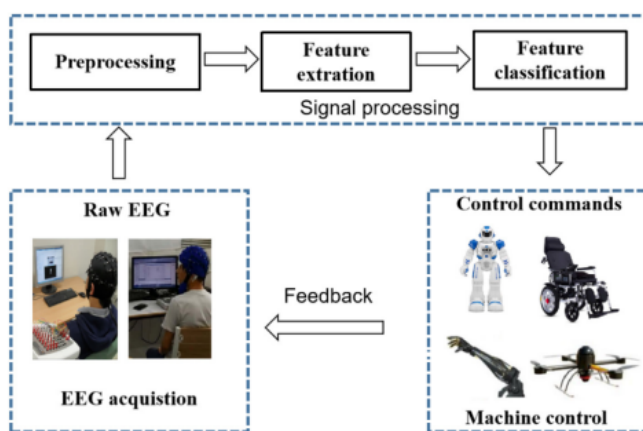 Preprocessing
Feature
extration
Feature
classification
Signal processing
Raw EEG
EEG acquistion
Feedback
Control commands
Machine control